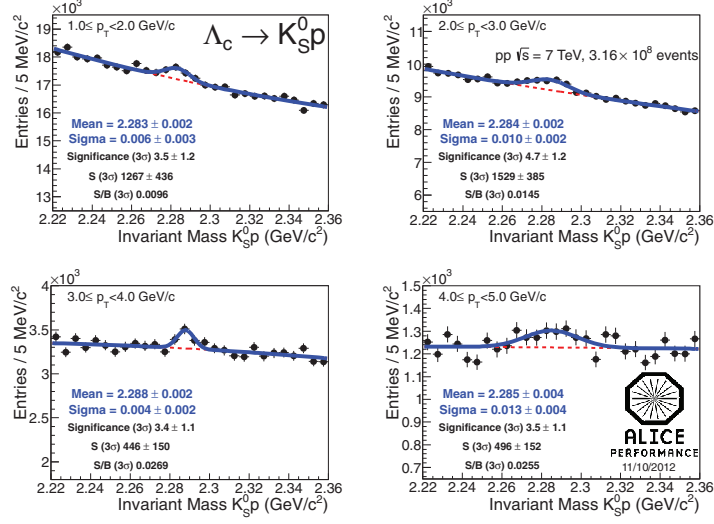 ×10³
1.0≤ p_T<2.0 GeV/c
Λ_c → K⁰_S p
Entries / 5 MeV/c²
19
18
17
16
15
14
13
Mean = 2.283 ± 0.002
Sigma = 0.006 ± 0.003
Significance (3σ) 3.5 ± 1.2
S (3σ) 1267 ± 436
S/B (3σ) 0.0096
2.22 2.24 2.26 2.28 2.3 2.32 2.34 2.36
Invariant Mass K⁰_S p (GeV/c²)
×10³
2.0≤ p_T<3.0 GeV/c
pp √s = 7 TeV, 3.16× 10⁸ events
Entries / 5 MeV/c²
11
10
9
8
7
6
Mean = 2.284 ± 0.002
Sigma = 0.010 ± 0.002
Significance (3σ) 4.7 ± 1.2
S (3σ) 1529 ± 385
S/B (3σ) 0.0145
2.22 2.24 2.26 2.28 2.3 2.32 2.34 2.36
Invariant Mass K⁰_S p (GeV/c²)
×10³
3.0≤ p_T<4.0 GeV/c
Entries / 5 MeV/c²
4
3.5
3
2.5
2
Mean = 2.288 ± 0.002
Sigma = 0.004 ± 0.002
Significance (3σ) 3.4 ± 1.1
S (3σ) 446 ± 150
S/B (3σ) 0.0269
2.22 2.24 2.26 2.28 2.3 2.32 2.34 2.36
Invariant Mass K⁰_S p (GeV/c²)
×10³
4.0≤ p_T<5.0 GeV/c
Entries / 5 MeV/c²
1.5
1.4
1.3
1.2
1.1
1.0
0.9
0.8
0.7
Mean = 2.285 ± 0.004
Sigma = 0.013 ± 0.004
Significance (3σ) 3.5 ± 1.1
S (3σ) 496 ± 152
S/B (3σ) 0.0255
ALICE
PERFORMANCE
11/10/2012
2.22 2.24 2.26 2.28 2.3 2.32 2.34 2.36
Invariant Mass K⁰_S p (GeV/c²)